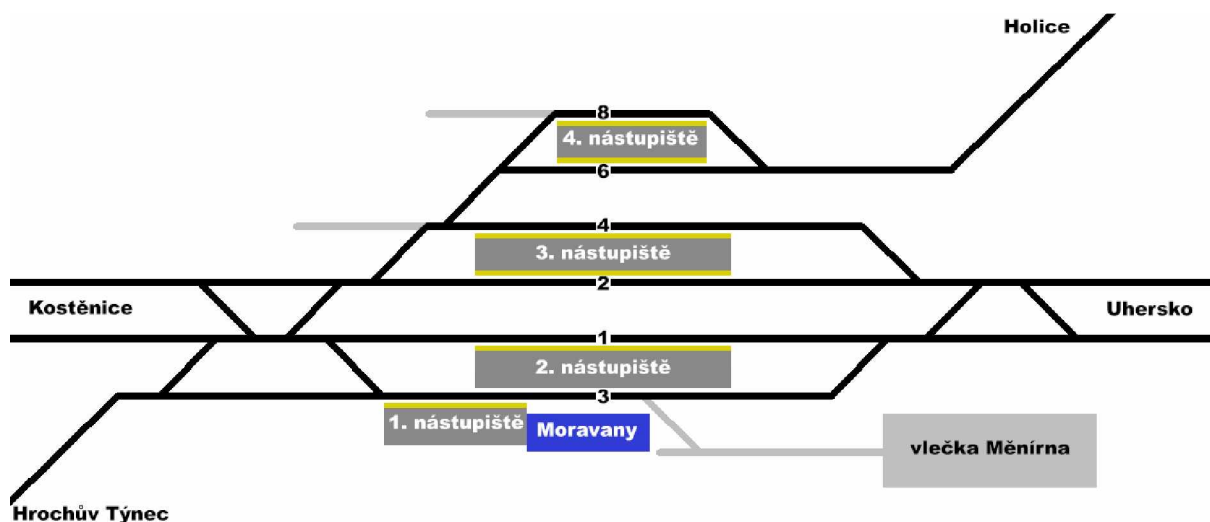 Holice
8
4. nástupiště
6
4
3. nástupiště
2
Kostěnice
Uhersko
1
2. nástupiště
3
1. nástupiště
Moravany
vlečka Měnírna
Hrochův Týnec